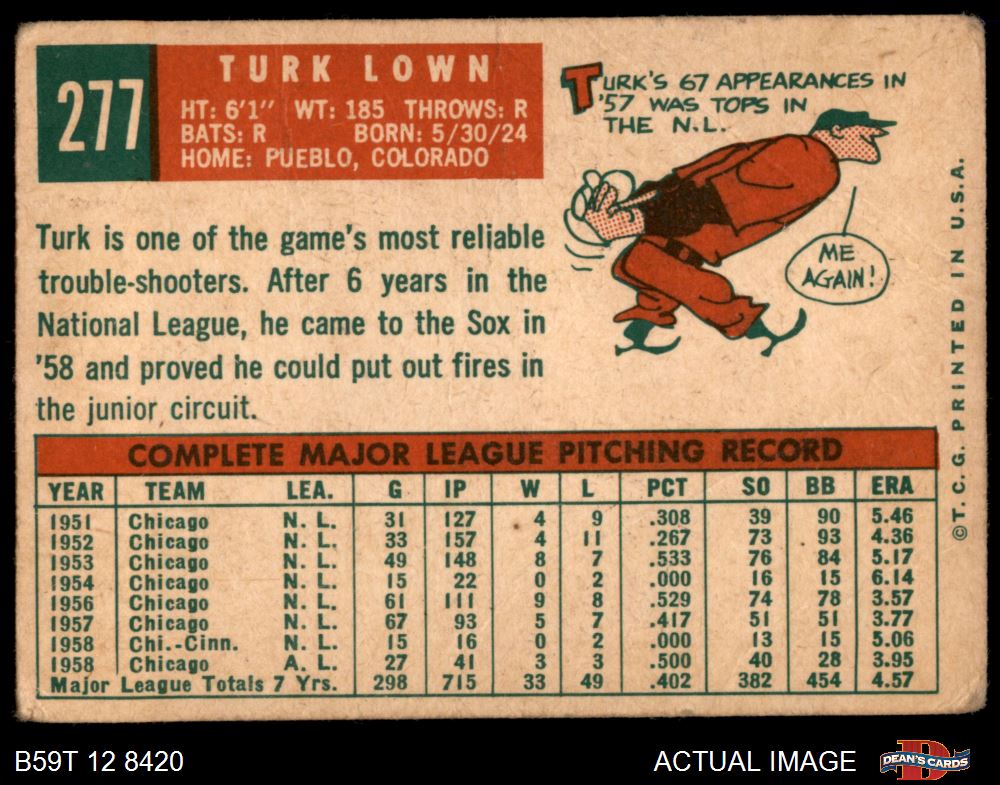 277
TURK LOWN
HT: 6'1" WT: 185 THROWS: R
BATS: R BORN: 5/30/24
HOME: PUEBLO, COLORADO
TURK'S 67 APPEARANCES IN
'57 WAS TOPS IN
THE N.L.
ME
AGAIN!
Turk is one of the game's most reliable
trouble-shooters. After 6 years in the
National League, he came to the Sox in
'58 and proved he could put out fires in
the junior circuit.
COMPLETE MAJOR LEAGUE PITCHING RECORD
YEAR TEAM LEA. G IP W L PCT SO BB ERA
1951 Chicago N. L. 31 127 4 9 .308 39 90 5.46
1952 Chicago N. L. 33 157 4 11 .267 73 93 4.36
1953 Chicago N. L. 49 148 8 7 .533 76 84 5.17
1954 Chicago N. L. 15 22 0 2 .000 16 15 6.14
1956 Chicago N. L. 61 111 9 8 .529 74 78 3.57
1957 Chicago N. L. 67 93 5 7 .417 51 51 3.77
1958 Chi.-Cinn. N. L. 15 16 0 2 .000 13 15 5.06
1958 Chicago A. L. 27 41 3 3 .500 40 28 3.95
Major League Totals 7 Yrs. 298 715 33 49 .402 382 454 4.57
©T. C. G. PRINTED IN U.S.A.
B59T 12 8420
ACTUAL IMAGE
D
DEAN'S CARDS